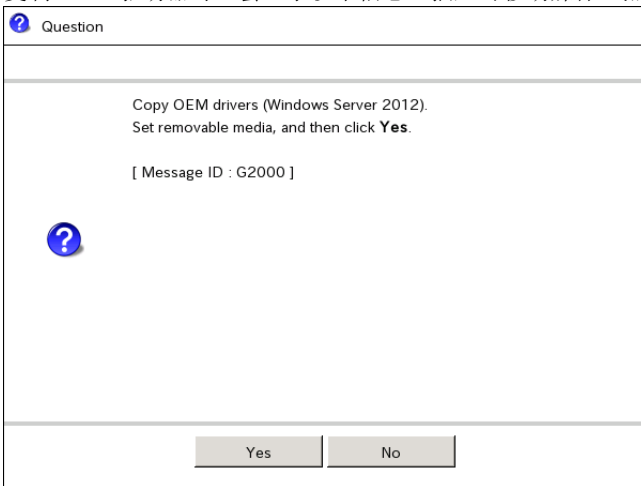 Question
Copy OEM drivers (Windows Server 2012).
Set removable media, and then click Yes.
[ Message ID : G2000 ]
Yes
No